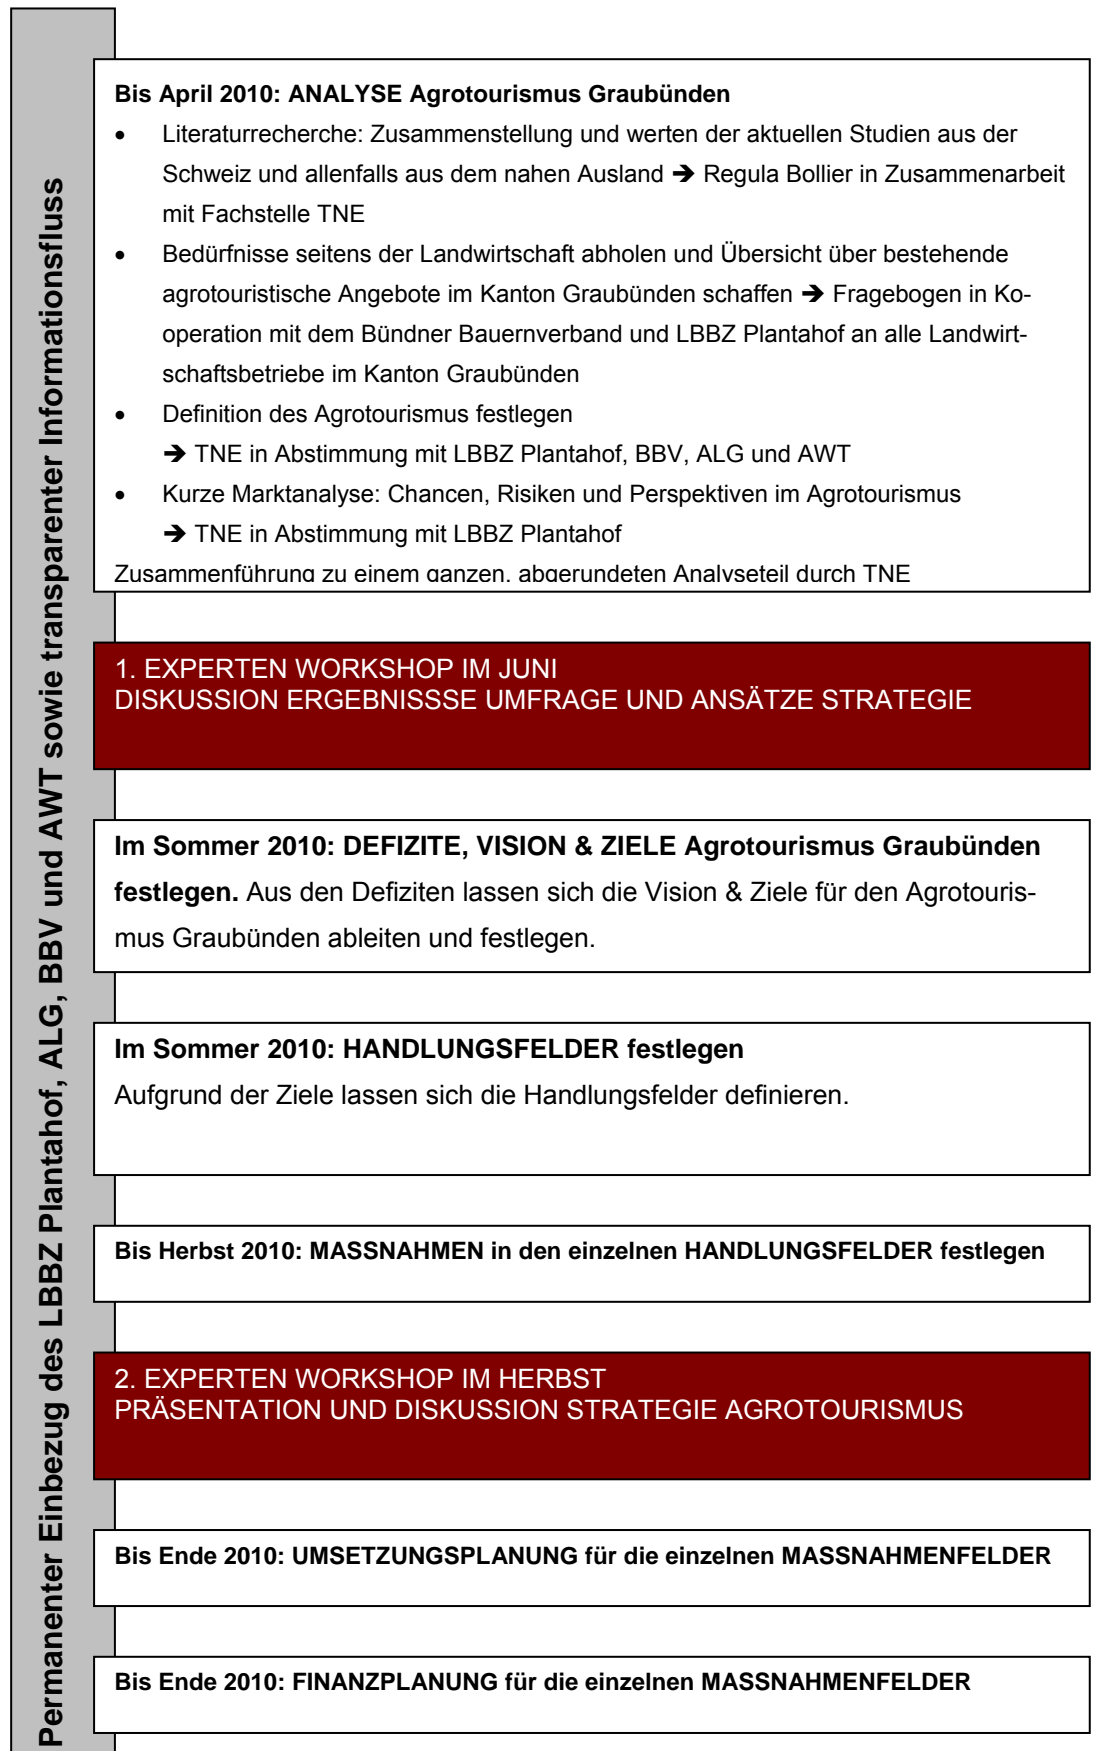 Permanenter Einbezug des LBBZ Plantahof, ALG, BBV und AWT sowie transparenter Informationsfluss
Bis April 2010: ANALYSE Agrotourismus Graubünden
• Literaturrecherche: Zusammenstellung und werten der aktuellen Studien aus der
Schweiz und allenfalls aus dem nahen Ausland ➔ Regula Bollier in Zusammenarbeit
mit Fachstelle TNE
• Bedürfnisse seitens der Landwirtschaft abholen und Übersicht über bestehende
agrotouristische Angebote im Kanton Graubünden schaffen ➔ Fragebogen in Ko-
operation mit dem Bündner Bauernverband und LBBZ Plantahof an alle Landwirt-
schaftsbetriebe im Kanton Graubünden
• Definition des Agrotourismus festlegen
➔ TNE in Abstimmung mit LBBZ Plantahof, BBV, ALG und AWT
• Kurze Marktanalyse: Chancen, Risiken und Perspektiven im Agrotourismus
➔ TNE in Abstimmung mit LBBZ Plantahof
Zusammenführung zu einem ganzen, abgerundeten Analyseteil durch TNE
1. EXPERTEN WORKSHOP IM JUNI
DISKUSSION ERGEBNISSSE UMFRAGE UND ANSÄTZE STRATEGIE
Im Sommer 2010: DEFIZITE, VISION & ZIELE Agrotourismus Graubünden
festlegen. Aus den Defiziten lassen sich die Vision & Ziele für den Agrotouris-
mus Graubünden ableiten und festlegen.
Im Sommer 2010: HANDLUNGSFELDER festlegen
Aufgrund der Ziele lassen sich die Handlungsfelder definieren.
Bis Herbst 2010: MASSNAHMEN in den einzelnen HANDLUNGSFELDER festlegen
2. EXPERTEN WORKSHOP IM HERBST
PRÄSENTATION UND DISKUSSION STRATEGIE AGROTOURISMUS
Bis Ende 2010: UMSETZUNGSPLANUNG für die einzelnen MASSNAHMENFELDER
Bis Ende 2010: FINANZPLANUNG für die einzelnen MASSNAHMENFELDER